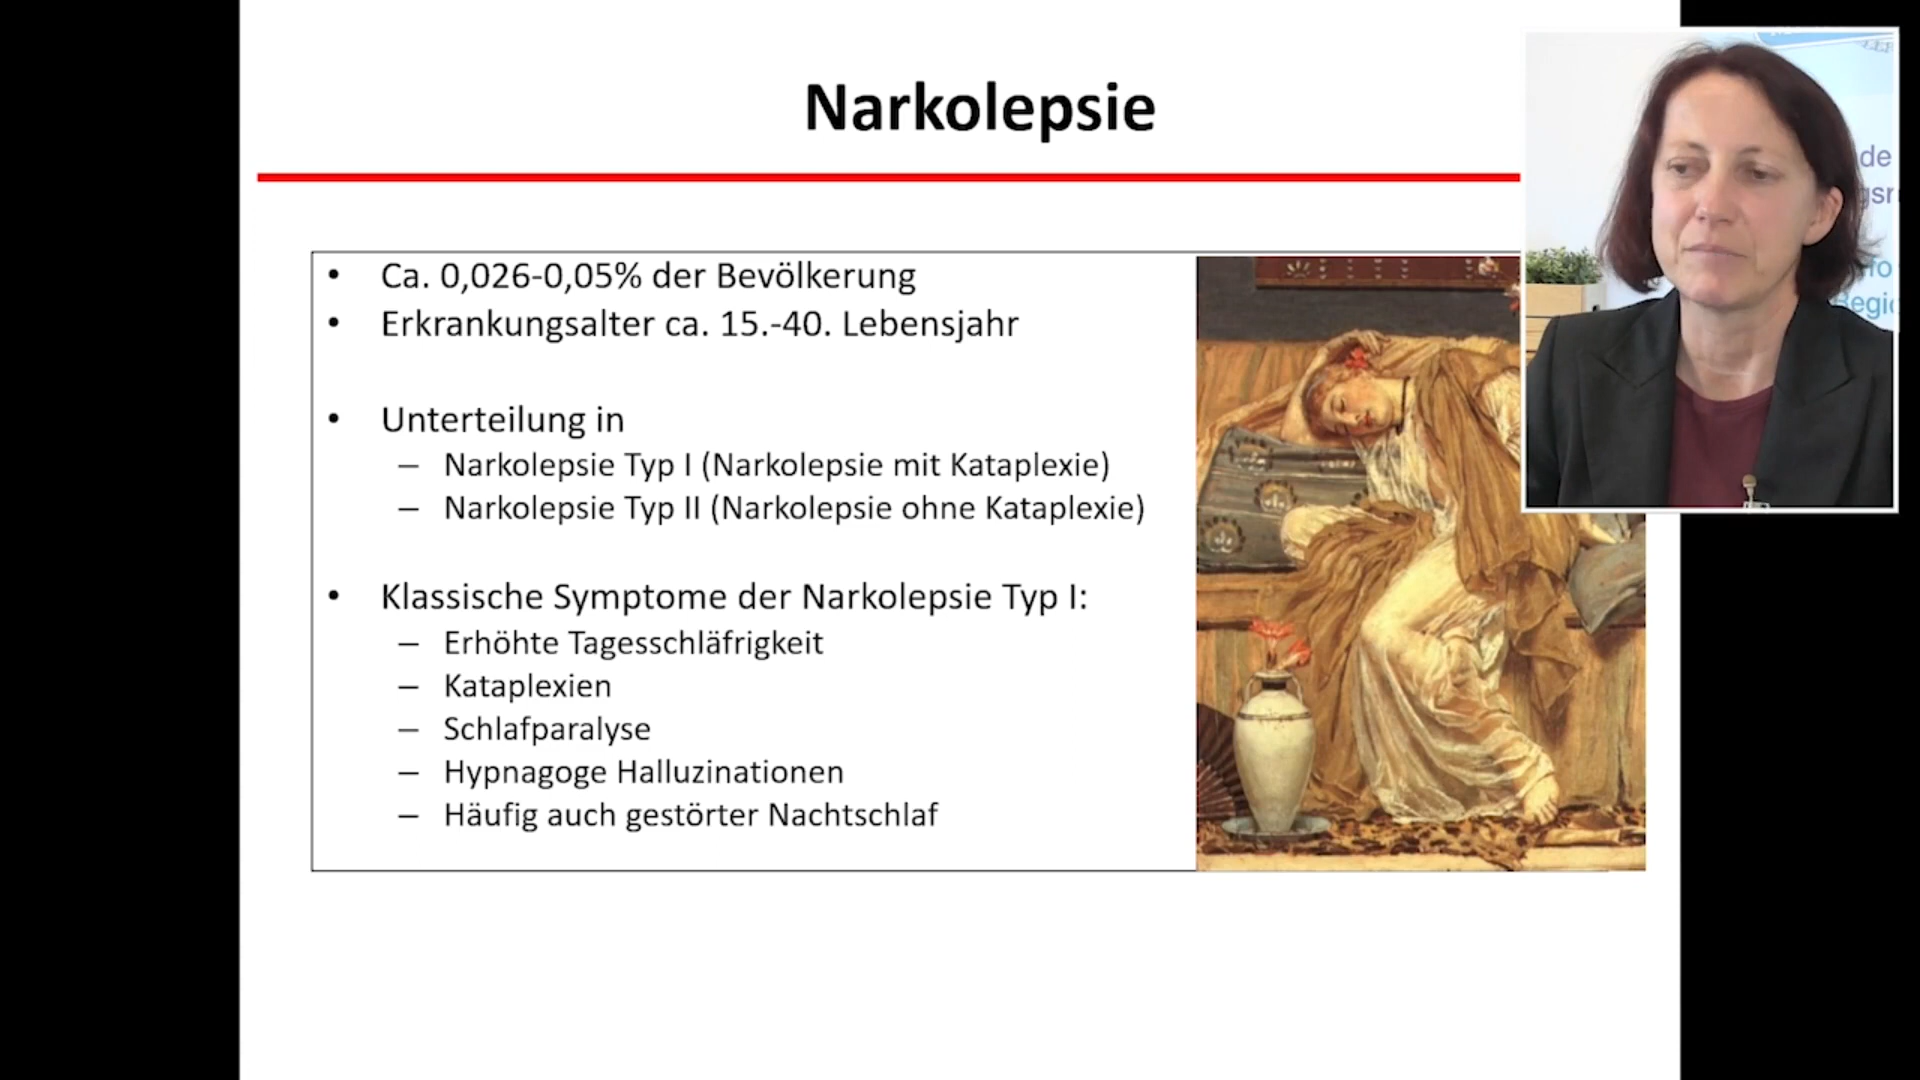 Narkolepsie
• Ca. 0,026-0,05% der Bevölkerung
• Erkrankungsalter ca. 15.-40. Lebensjahr
• Unterteilung in
– Narkolepsie Typ I (Narkolepsie mit Kataplexie)
– Narkolepsie Typ II (Narkolepsie ohne Kataplexie)
• Klassische Symptome der Narkolepsie Typ I:
– Erhöhte Tagesschläfrigkeit
– Kataplexien
– Schlafparalyse
– Hypnagoge Halluzinationen
– Häufig auch gestörter Nachtschlaf